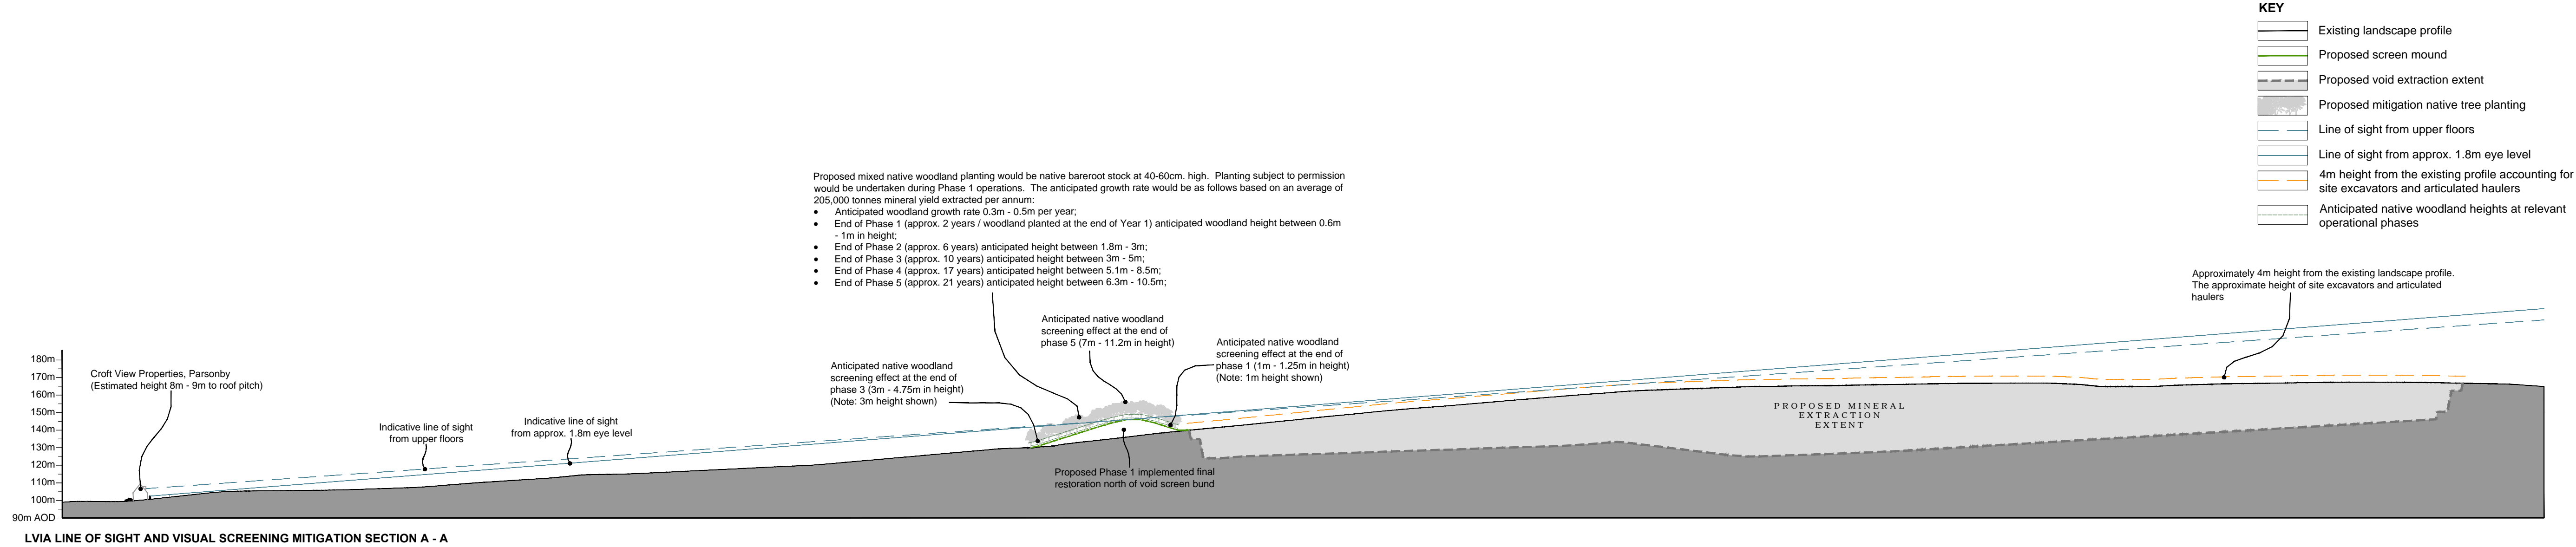 KEY
Existing landscape profile
Proposed screen mound
Proposed void extraction extent
Proposed mitigation native tree planting
Line of sight from upper floors
Line of sight from approx. 1.8m eye level
4m height from the existing profile accounting for
site excavators and articulated haulers
Anticipated native woodland heights at relevant
operational phases
Proposed mixed native woodland planting would be native bareroot stock at 40-60cm. high. Planting subject to permission
would be undertaken during Phase 1 operations. The anticipated growth rate would be as follows based on an average of
205,000 tonnes mineral yield extracted per annum:
• Anticipated woodland growth rate 0.3m - 0.5m per year;
• End of Phase 1 (approx. 2 years / woodland planted at the end of Year 1) anticipated woodland height between 0.6m
- 1m in height;
• End of Phase 2 (approx. 6 years) anticipated height between 1.8m - 3m;
• End of Phase 3 (approx. 10 years) anticipated height between 3m - 5m;
• End of Phase 4 (approx. 17 years) anticipated height between 5.1m - 8.5m;
• End of Phase 5 (approx. 21 years) anticipated height between 6.3m - 10.5m;
Approximately 4m height from the existing landscape profile.
The approximate height of site excavators and articulated
haulers
Anticipated native woodland
screening effect at the end of
phase 5 (7m - 11.2m in height)
Anticipated native woodland
screening effect at the end of
phase 1 (1m - 1.25m in height)
(Note: 1m height shown)
Anticipated native woodland
screening effect at the end of
phase 3 (3m - 4.75m in height)
(Note: 3m height shown)
Croft View Properties, Parsonby
(Estimated height 8m - 9m to roof pitch)
Indicative line of sight
from upper floors
Indicative line of sight
from approx. 1.8m eye level
PROPOSED MINERAL
EXTRACTION
EXTENT
Proposed Phase 1 implemented final
restoration north of void screen bund
180m
170m
160m
150m
140m
130m
120m
110m
100m
90m AOD
LVIA LINE OF SIGHT AND VISUAL SCREENING MITIGATION SECTION A - A